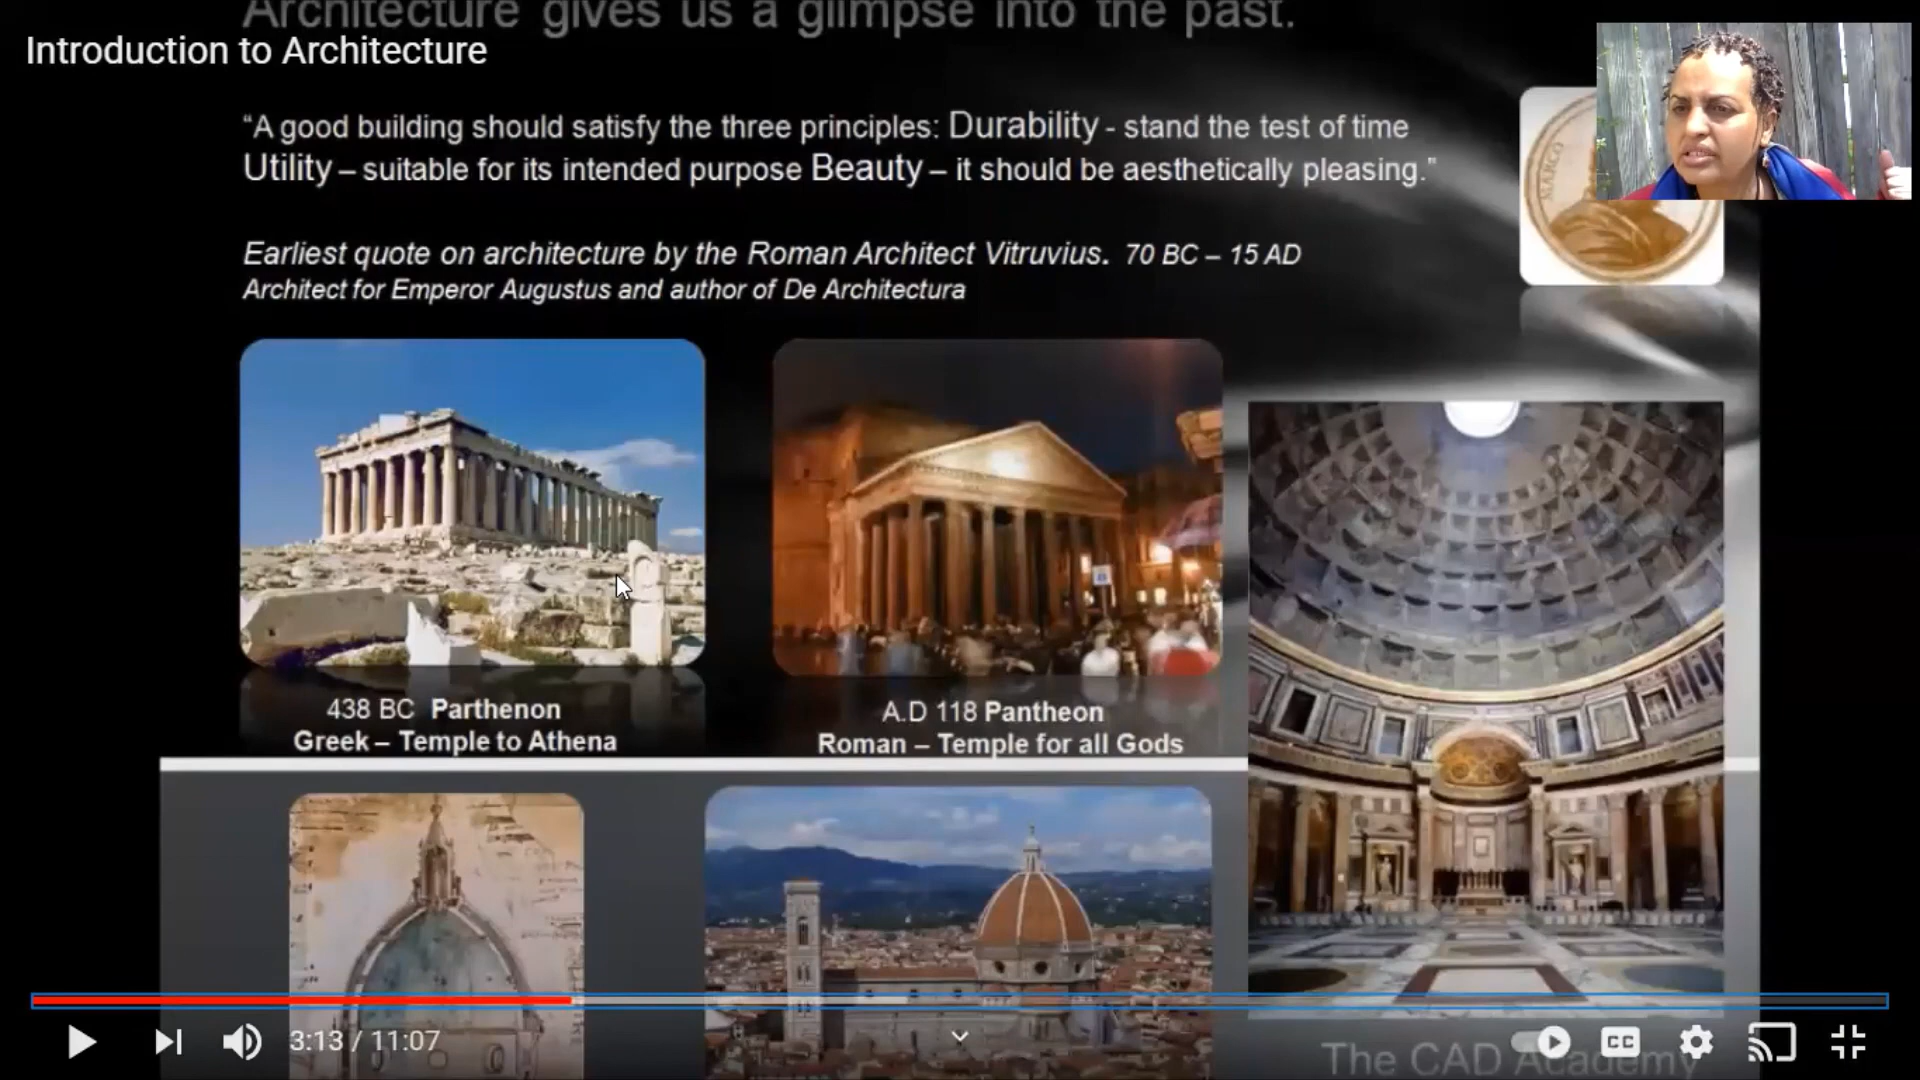 Architecture gives us a glimpse into the past.
Introduction to Architecture
“A good building should satisfy the three principles: Durability - stand the test of time
Utility – suitable for its intended purpose Beauty – it should be aesthetically pleasing.”
MARCO
Earliest quote on architecture by the Roman Architect Vitruvius. 70 BC – 15 AD
Architect for Emperor Augustus and author of De Architectura
438 BC Parthenon
Greek – Temple to Athena
A.D 118 Pantheon
Roman – Temple for all Gods
3:13 / 11:07
CC
The CAD Academy